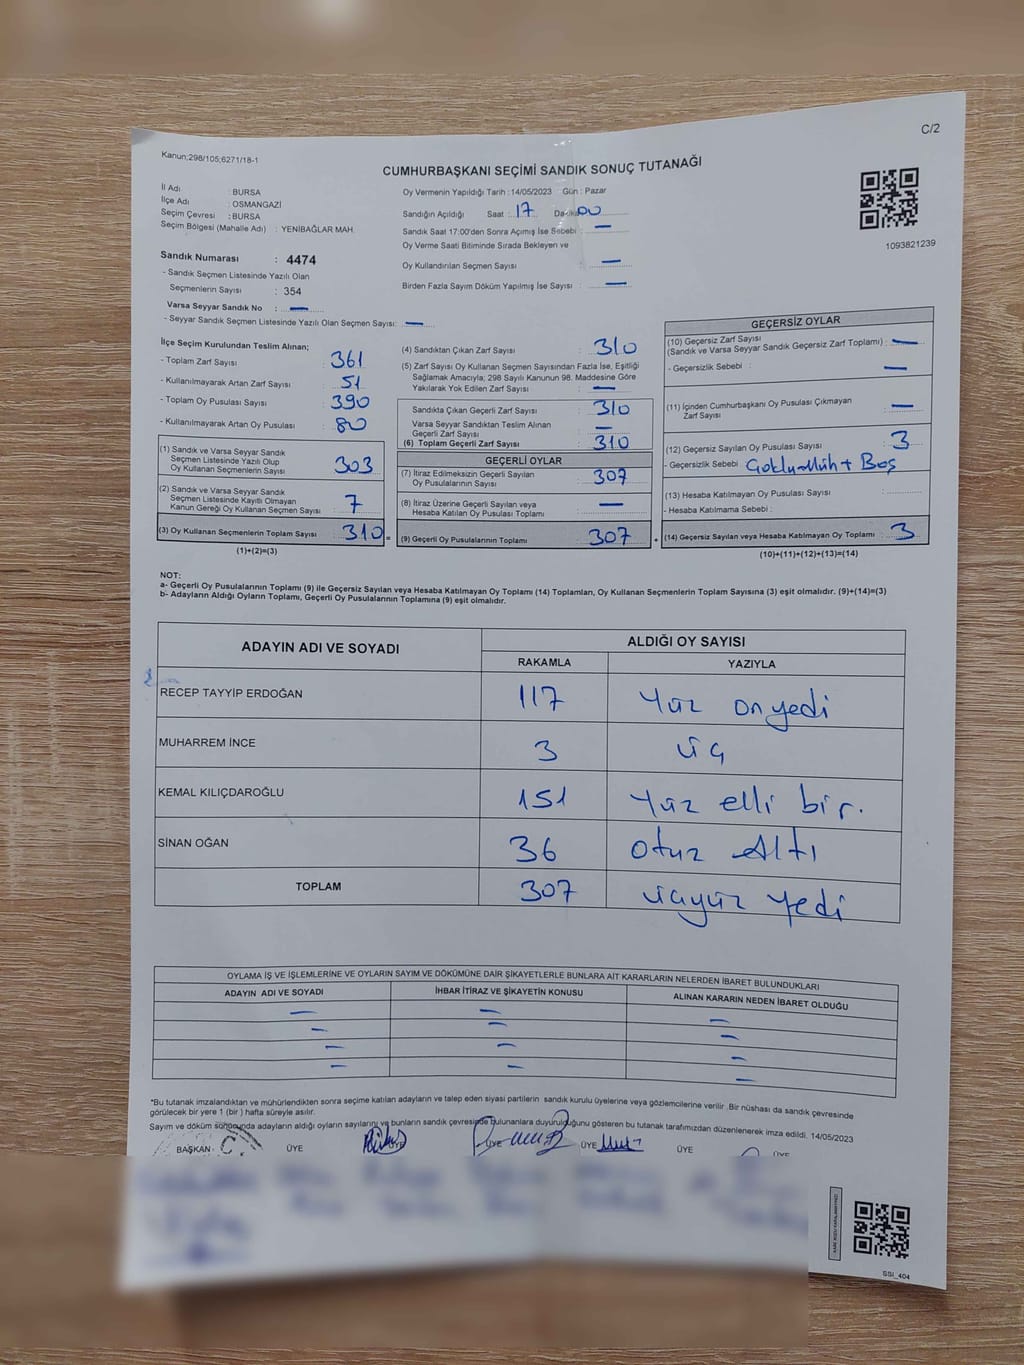 C/2
Kanun;298/105;6271/18-1
CUMHURBAŞKANI SEÇİMİ SANDIK SONUÇ TUTANAĞI
İl Adı : BURSA
İlçe Adı : OSMANGAZİ
Seçim Çevresi : BURSA
Seçim Bölgesi (Mahalle Adı) : YENİBAĞLAR MAH.
Sandık Numarası : 4474
- Sandık Seçmen Listesinde Yazılı Olan
Seçmenlerin Sayısı : 354
Varsa Seyyar Sandık No : —
- Seyyar Sandık Seçmen Listesinde Yazılı Olan Seçmen Sayısı: —
Oy Vermenin Yapıldığı Tarih : 14/05/2023 Gün : Pazar
Sandığın Açıldığı Saat : 17 Dakika 00
Sandık Saat 17:00'den Sonra Açımış İse Sebebi : —
Oy Verme Saati Bitiminde Sırada Bekleyen ve
Oy Kullandırılan Seçmen Sayısı —
Birden Fazla Sayım Döküm Yapılmış İse Sayısı : —
1093821239
İlçe Seçim Kurulundan Teslim Alınan;
- Toplam Zarf Sayısı : 361
- Kullanılmayarak Artan Zarf Sayısı : 51
- Toplam Oy Pusulası Sayısı : 390
- Kullanılmayarak Artan Oy Pusulası : 80
(1) Sandık ve Varsa Seyyar Sandık
Seçmen Listesinde Yazılı Olup
Oy Kullanan Seçmenlerin Sayısı : 303
(2) Sandık ve Varsa Seyyar Sandık
Seçmen Listesinde Kayıtlı Olmayan
Kanun Gereği Oy Kullanan Seçmen Sayısı : 7
(3) Oy Kullanan Seçmenlerin Toplam Sayısı : 310 =
(1)+(2)=(3)
(4) Sandıktan Çıkan Zarf Sayısı : 310
(5) Zarf Sayısı Oy Kullanan Seçmen Sayısından Fazla İse, Eşitliği
Sağlamak Amacıyla; 298 Sayılı Kanunun 98. Maddesine Göre
Yakılarak Yok Edilen Zarf Sayısı : —
Sandıkta Çıkan Geçerli Zarf Sayısı : 310
Varsa Seyyar Sandıktan Teslim Alınan
Geçerli Zarf Sayısı : —
(6) Toplam Geçerli Zarf Sayısı : 310
GEÇERLİ OYLAR
(7) İtiraz Edilmeksizin Geçerli Sayılan
Oy Pusulalarının Sayısı : 307
(8) İtiraz Üzerine Geçerli Sayılan veya
Hesaba Katılan Oy Pusulası Toplamı : —
(9) Geçerli Oy Pusulalarının Toplamı : 307 +
GEÇERSİZ OYLAR
(10) Geçersiz Zarf Sayısı
(Sandık ve Varsa Seyyar Sandık Geçersiz Zarf Toplamı) : —
- Geçersizlik Sebebi : —
(11) İçinden Cumhurbaşkanı Oy Pusulası Çıkmayan
Zarf Sayısı : —
(12) Geçersiz Sayılan Oy Pusulası Sayısı : 3
- Geçersizlik Sebebi + Boş
(13) Hesaba Katılmayan Oy Pusulası Sayısı :
- Hesaba Katılmama Sebebi :
(14) Geçersiz Sayılan veya Hesaba Katılmayan Oy Toplamı : 3
(10)+(11)+(12)+(13)=(14)
NOT:
a- Geçerli Oy Pusulalarının Toplamı (9) ile Geçersiz Sayılan veya Hesaba Katılmayan Oy Toplamı (14) Toplamları, Oy Kullanan Seçmenlerin Toplam Sayısına (3) eşit olmalıdır. (9)+(14)=(3)
b- Adayların Aldığı Oyların Toplamı, Geçerli Oy Pusulalarının Toplamına (9) eşit olmalıdır.
ADAYIN ADI VE SOYADI ALDIĞI OY SAYISI
RAKAMLA YAZIYLA
RECEP TAYYİP ERDOĞAN 117 Yüz on yedi
MUHARREM İNCE 3 üç
KEMAL KILIÇDAROĞLU 151 Yüz elli bir.
SİNAN OĞAN 36 otuz Altı
TOPLAM 307 üçyüz Yedi
OYLAMA İŞ VE İŞLEMLERİNE VE OYLARIN SAYIM VE DÖKÜMÜNE DAİR ŞİKAYETLERLE BUNLARA AİT KARARLARIN NELERDEN İBARET BULUNDUKLARI
ADAYIN ADI VE SOYADI İHBAR İTİRAZ VE ŞİKAYETİN KONUSU ALINAN KARARIN NEDEN İBARET OLDUĞU
— — —
— — —
— — —
— — —
*Bu tutanak imzalandıktan ve mühürlendikten sonra seçime katılan adayların ve talep eden siyasi partilerin sandık kurulu üyelerine veya gözlemcilerine verilir .Bir nüshası da sandık çevresinde
görülecek bir yere 1 (bir ) hafta süreyle asılır.
Sayım ve döküm sonucunda adayların aldığı oyların sayılarını ve bunların sandık çevresinde bulunanlara duyurulduğunu gösteren bu tutanak tarafımızdan düzenlenerek imza edildi. 14/05/2023
BAŞKAN ÜYE ÜYE ÜYE ÜYE ÜYE ÜYE
SSI_404